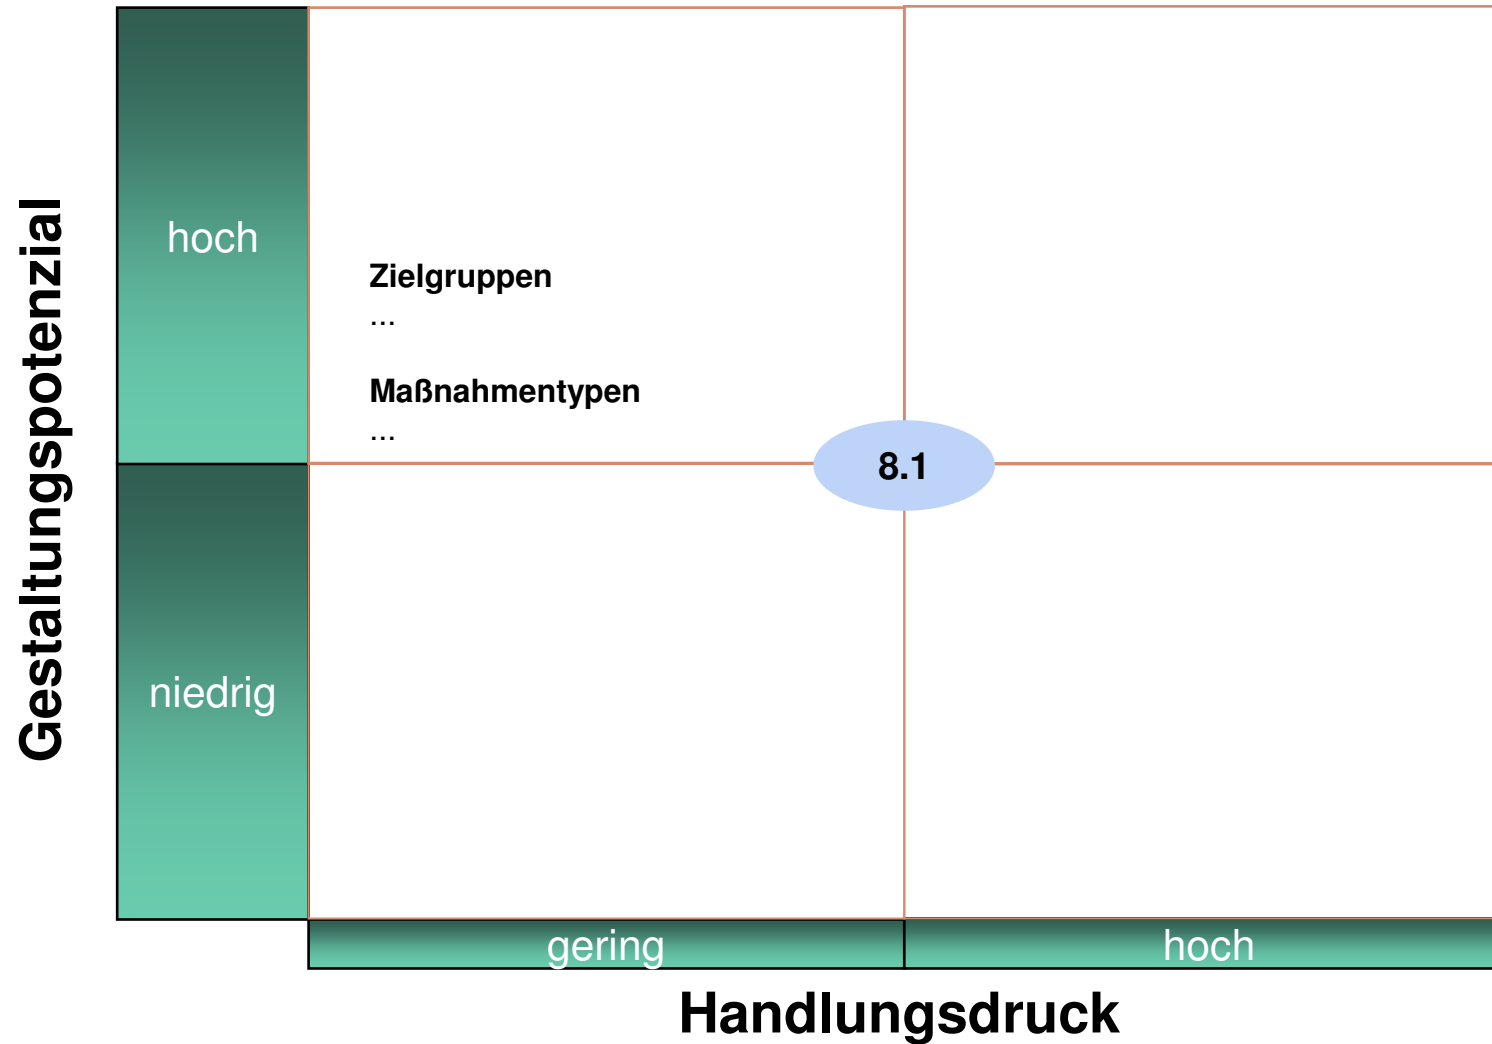 Gestaltungspotenzial
hoch
Zielgruppen
...
Maßnahmentypen
...
8.1
niedrig
gering
hoch
Handlungsdruck